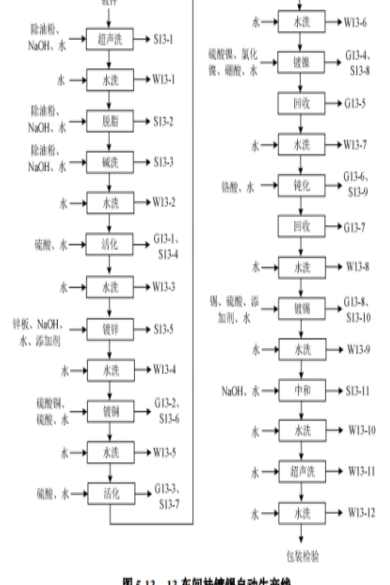 镀件
除油粉、
NaOH、水
超声洗
S13-1
水
水洗
W13-1
除油粉、
NaOH、水
脱脂
S13-2
除油粉、
NaOH、水
碱洗
S13-3
水
水洗
W13-2
硫酸、水
活化
G13-1、
S13-4
水
水洗
W13-3
锌板、NaOH、
水、添加剂
镀锌
S13-5
水
水洗
W13-4
硫酸铜、
硫酸、水
镀铜
G13-2、
S13-6
水
水洗
W13-5
硫酸、水
活化
G13-3、
S13-7
水
水洗
W13-6
硫酸镍、氯化
镍、硼酸、水
镀镍
G13-4、
S13-8
回收
G13-5
水
水洗
W13-7
铬酸、水
钝化
G13-6、
S13-9
回收
G13-7
水
水洗
W13-8
锡、硫酸、添
加剂、水
镀锡
G13-8、
S13-10
水
水洗
W13-9
NaOH、水
中和
S13-11
水
水洗
W13-10
水
超声洗
W13-11
水
水洗
W13-12
包装检验